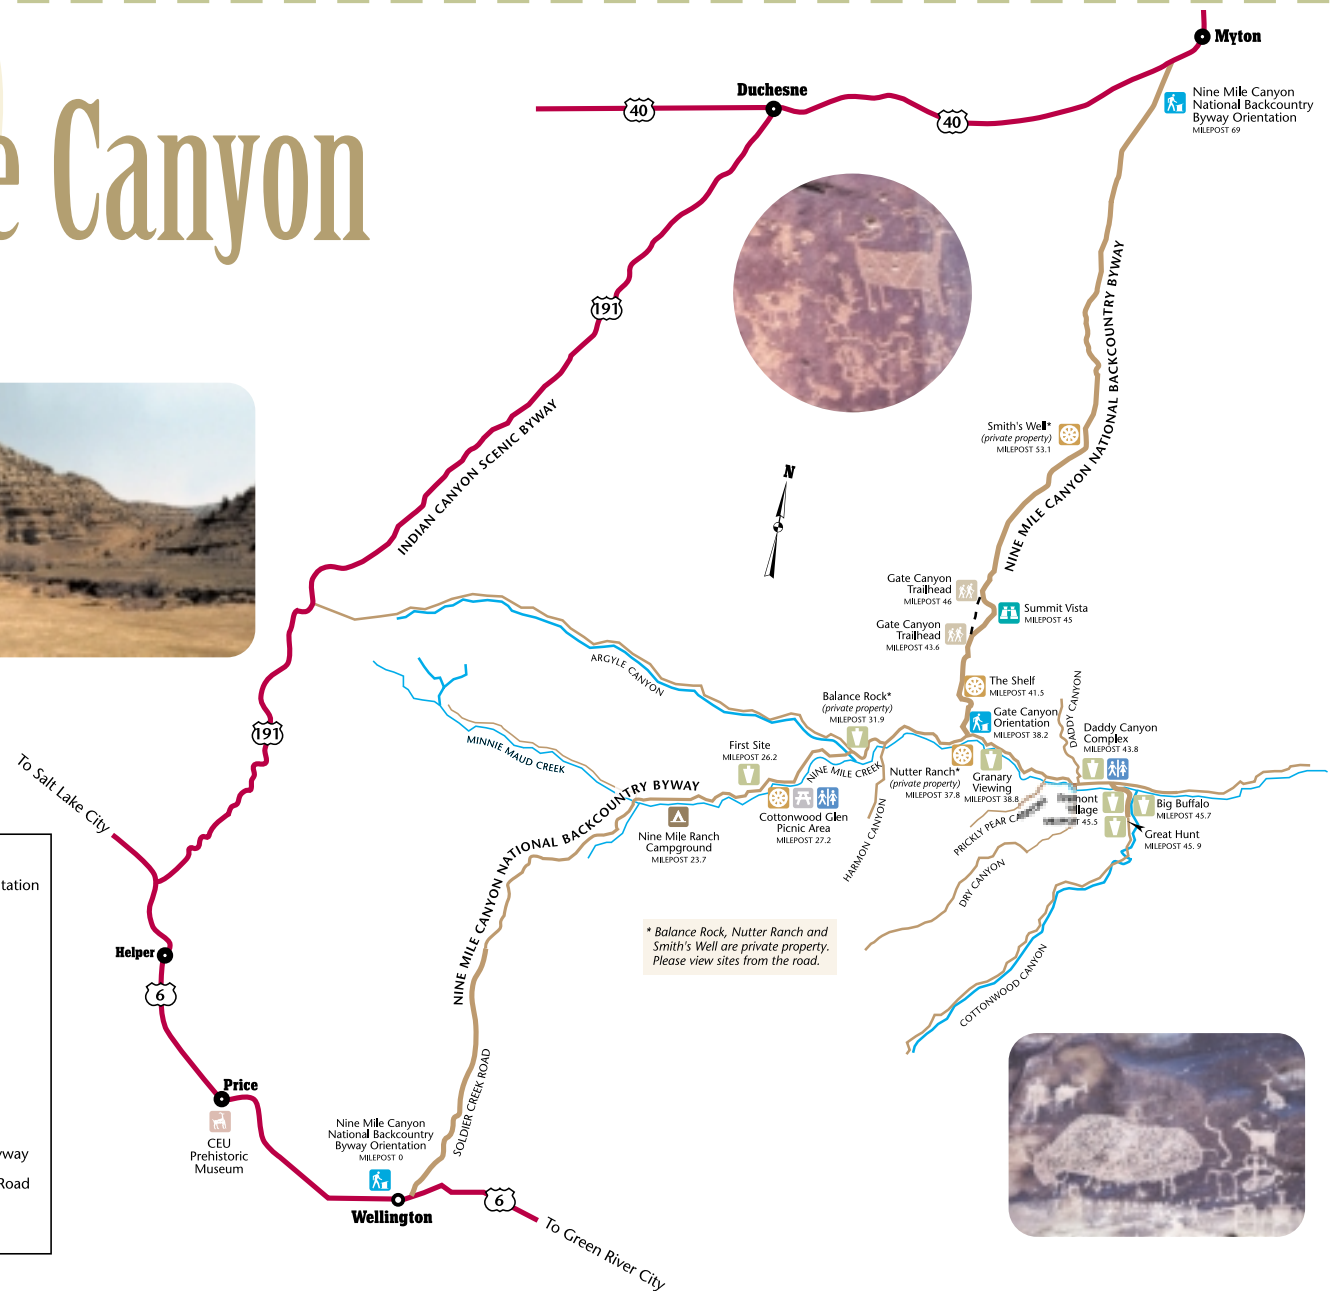 e Canyon
Myton
Duchesne
40
40
Nine Mile Canyon
National Backcountry
Byway Orientation
MILEPOST 69
191
INDIAN CANYON SCENIC BYWAY
NINE MILE CANYON NATIONAL BACKCOUNTRY BYWAY
Smith's Well*
(private property)
MILEPOST 53.1
N
Gate Canyon
Trailhead
MILEPOST 46
Summit Vista
MILEPOST 45
Gate Canyon
Trailhead
MILEPOST 43.6
The Shelf
MILEPOST 41.5
Gate Canyon
Orientation
MILEPOST 38.2
DADDY CANYON
Daddy Canyon
Complex
MILEPOST 43.8
ARGYLE CANYON
Balance Rock*
(private property)
MILEPOST 31.9
191
MINNIE MAUD CREEK
First Site
MILEPOST 26.2
NINE MILE CREEK
Nutter Ranch*
(private property)
MILEPOST 37.8
Granary
Viewing
MILEPOST 38.8
To Salt Lake City
Cottonwood Glen
Picnic Area
MILEPOST 27.2
Nine Mile Ranch
Campground
MILEPOST 23.7
HARMON CANYON
PRICKLY PEAR
45.5
Big Buffalo
MILEPOST 45.7
Great Hunt
MILEPOST 45. 9
DRY CANYON
COTTONWOOD CANYON
NINE MILE CANYON NATIONAL BACKCOUNTRY BYWAY
* Balance Rock, Nutter Ranch and
Smith's Well are private property.
Please view sites from the road.
tation
Helper
6
SOLDIER CREEK ROAD
Price
CEU
Prehistoric
Museum
Nine Mile Canyon
National Backcountry
Byway Orientation
MILEPOST 0
yway
Road
Wellington
6
To Green River City